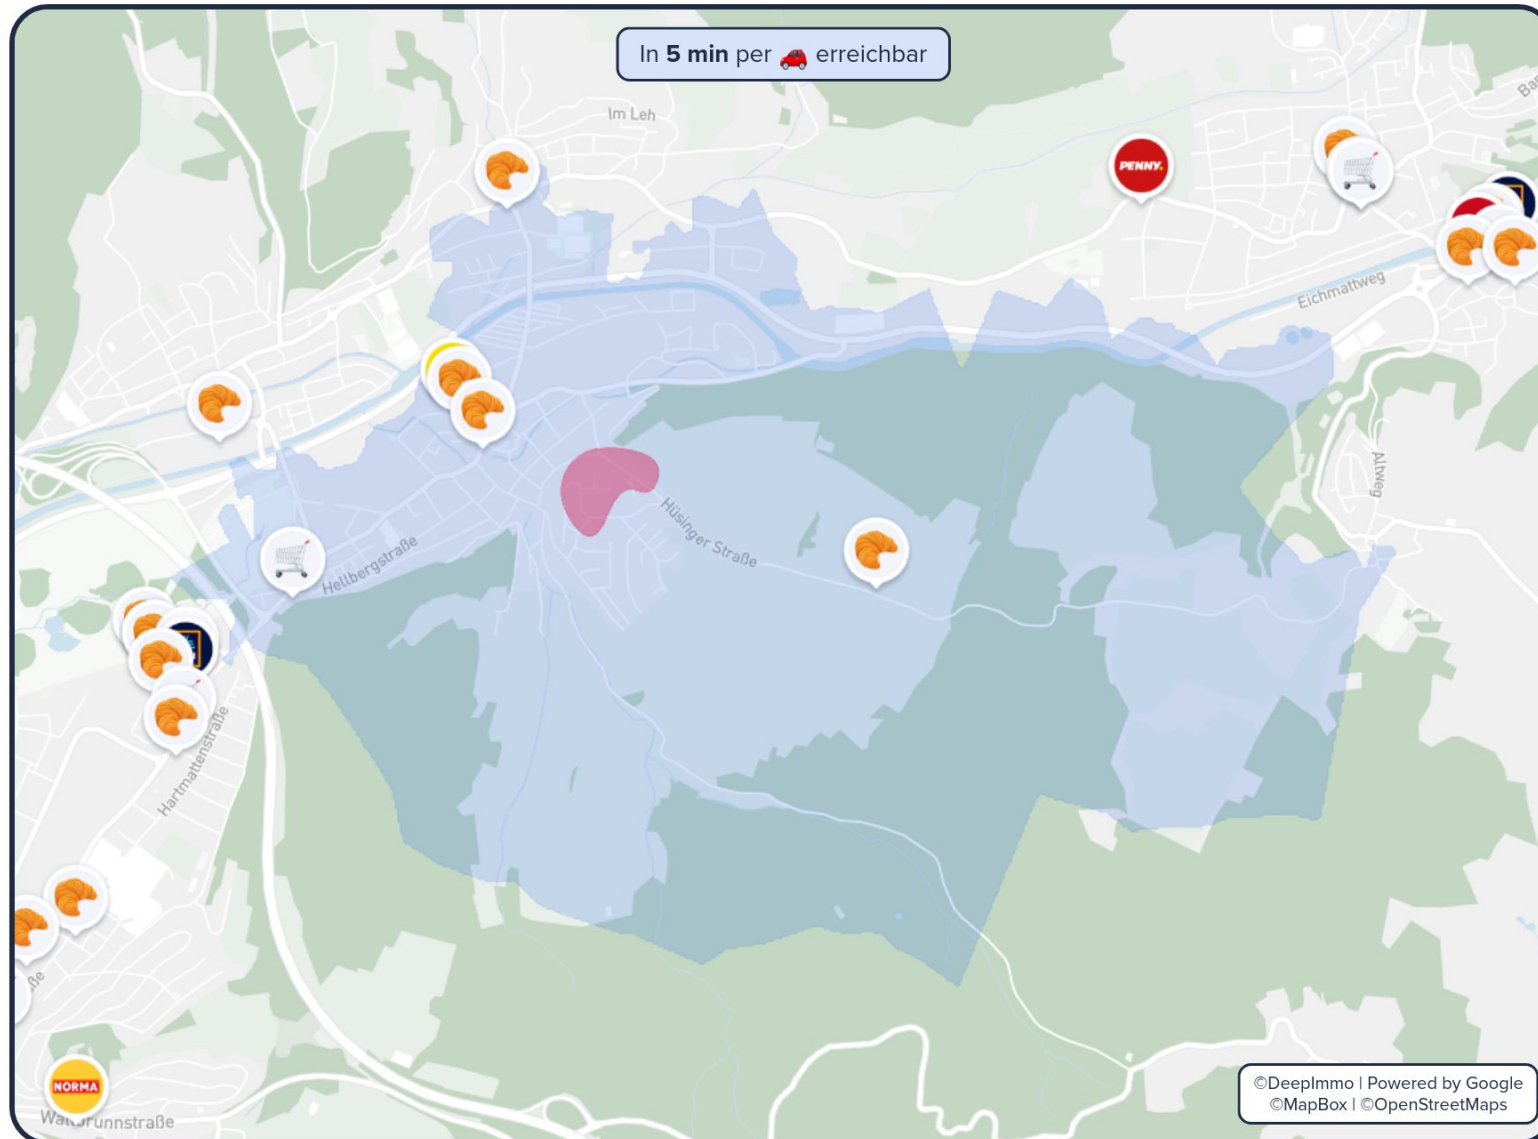 In 5 min per erreichbar
Im Leh
PENNY.
Eichmattweg
Altweg
Hüsinger Straße
Hellbergstraße
Hartmattenstraße
ße
NORMA
©DeepImmo | Powered by Google
©MapBox | ©OpenStreetMaps